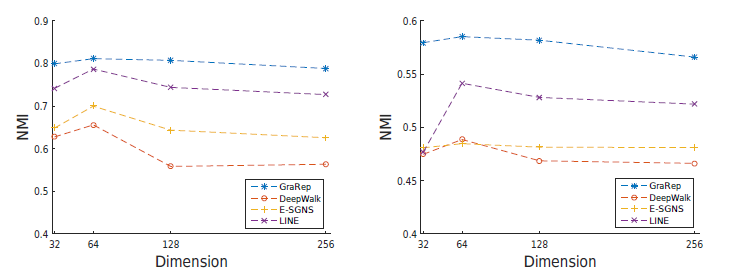 0.9
0.8
0.7
0.6
0.5
0.4
NMI
32 64 128 256
Dimension
GraRep
DeepWalk
E-SGNS
LINE
0.6
0.55
0.5
0.45
0.4
NMI
32 64 128 256
Dimension
GraRep
DeepWalk
E-SGNS
LINE